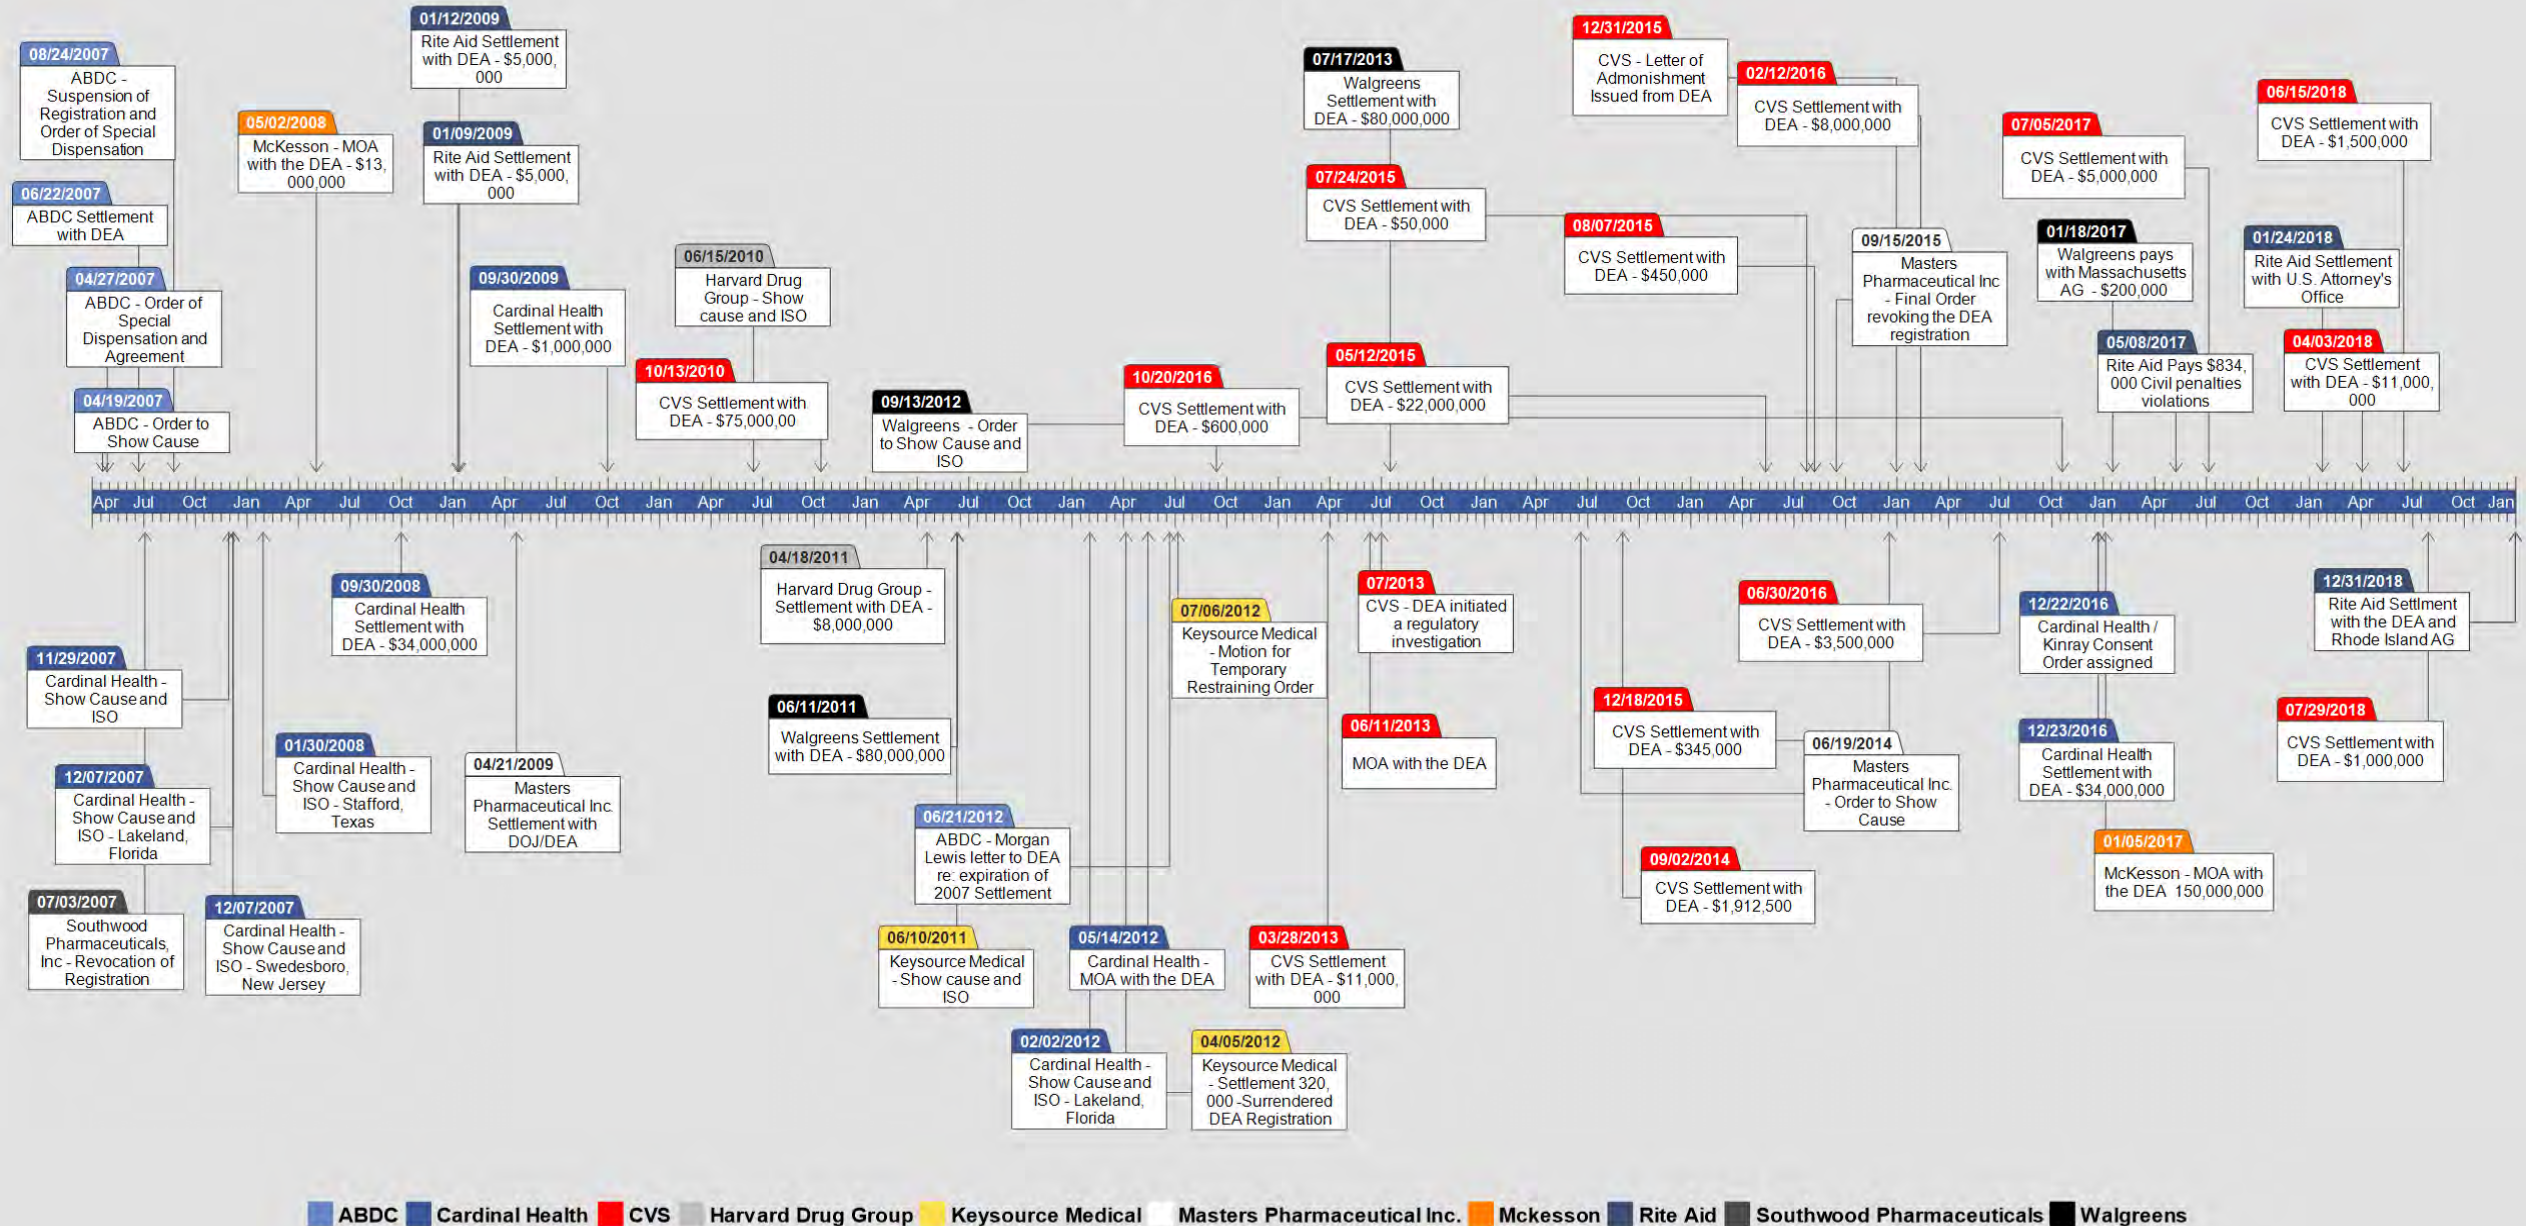 08/24/2007
ABDC -
Suspension of
Registration and
Order of Special
Dispensation
06/22/2007
ABDC Settlement
with DEA
04/27/2007
ABDC - Order of
Special
Dispensation and
Agreement
04/19/2007
ABDC - Order to
Show Cause
05/02/2008
McKesson - MOA
with the DEA - $13,
000,000
01/12/2009
Rite Aid Settlement
with DEA - $5,000,
000
01/09/2009
Rite Aid Settlement
with DEA - $5,000,
000
09/30/2009
Cardinal Health
Settlement with
DEA - $1,000,000
06/15/2010
Harvard Drug
Group - Show
cause and ISO
10/13/2010
CVS Settlement with
DEA - $75,000,00
09/13/2012
Walgreens - Order
to Show Cause and
ISO
10/20/2016
CVS Settlement with
DEA - $600,000
07/17/2013
Walgreens
Settlement with
DEA - $80,000,000
07/24/2015
CVS Settlement with
DEA - $50,000
05/12/2015
CVS Settlement with
DEA - $22,000,000
12/31/2015
CVS - Letter of
Admonishment
Issued from DEA
02/12/2016
CVS Settlement with
DEA - $8,000,000
08/07/2015
CVS Settlement with
DEA - $450,000
09/15/2015
Masters
Pharmaceutical Inc
- Final Order
revoking the DEA
registration
07/05/2017
CVS Settlement with
DEA - $5,000,000
01/18/2017
Walgreens pays
with Massachusetts
AG - $200,000
05/08/2017
Rite Aid Pays $834,
000 Civil penalties
violations
06/15/2018
CVS Settlement with
DEA - $1,500,000
01/24/2018
Rite Aid Settlement
with U.S. Attorney's
Office
04/03/2018
CVS Settlement
with DEA - $11,000,
000
Apr Jul Oct Jan Apr Jul Oct Jan Apr Jul Oct Jan Apr Jul Oct Jan Apr Jul Oct Jan Apr Jul Oct Jan Apr Jul Oct Jan Apr Jul Oct Jan Apr Jul Oct Jan Apr Jul Oct Jan Apr Jul Oct Jan Apr Jul Oct Jan
11/29/2007
Cardinal Health -
Show Cause and
ISO
12/07/2007
Cardinal Health -
Show Cause and
ISO - Lakeland,
Florida
07/03/2007
Southwood
Pharmaceuticals,
Inc - Revocation of
Registration
12/07/2007
Cardinal Health -
Show Cause and
ISO - Swedesboro,
New Jersey
01/30/2008
Cardinal Health -
Show Cause and
ISO - Stafford,
Texas
09/30/2008
Cardinal Health
Settlement with
DEA - $34,000,000
04/21/2009
Masters
Pharmaceutical Inc.
Settlement with
DOJ/DEA
04/18/2011
Harvard Drug Group -
Settlement with DEA -
$8,000,000
06/11/2011
Walgreens Settlement
with DEA - $80,000,000
06/21/2012
ABDC - Morgan
Lewis letter to DEA
re: expiration of
2007 Settlement
06/10/2011
Keysource Medical
- Show cause and
ISO
05/14/2012
Cardinal Health -
MOA with the DEA
02/02/2012
Cardinal Health -
Show Cause and
ISO - Lakeland,
Florida
04/05/2012
Keysource Medical
- Settlement 320,
000 -Surrendered
DEA Registration
07/06/2012
Keysource Medical
- Motion for
Temporary
Restraining Order
03/28/2013
CVS Settlement
with DEA - $11,000,
000
07/2013
CVS - DEA initiated
a regulatory
investigation
06/11/2013
MOA with the DEA
06/30/2016
CVS Settlement with
DEA - $3,500,000
12/18/2015
CVS Settlement with
DEA - $345,000
06/19/2014
Masters
Pharmaceutical Inc.
- Order to Show
Cause
09/02/2014
CVS Settlement with
DEA - $1,912,500
12/22/2016
Cardinal Health /
Kinray Consent
Order assigned
12/23/2016
Cardinal Health
Settlement with
DEA - $34,000,000
01/05/2017
McKesson - MOA with
the DEA 150,000,000
12/31/2018
Rite Aid Settlment
with the DEA and
Rhode Island AG
07/29/2018
CVS Settlement with
DEA - $1,000,000
ABDC Cardinal Health CVS Harvard Drug Group Keysource Medical Masters Pharmaceutical Inc. Mckesson Rite Aid Southwood Pharmaceuticals Walgreens